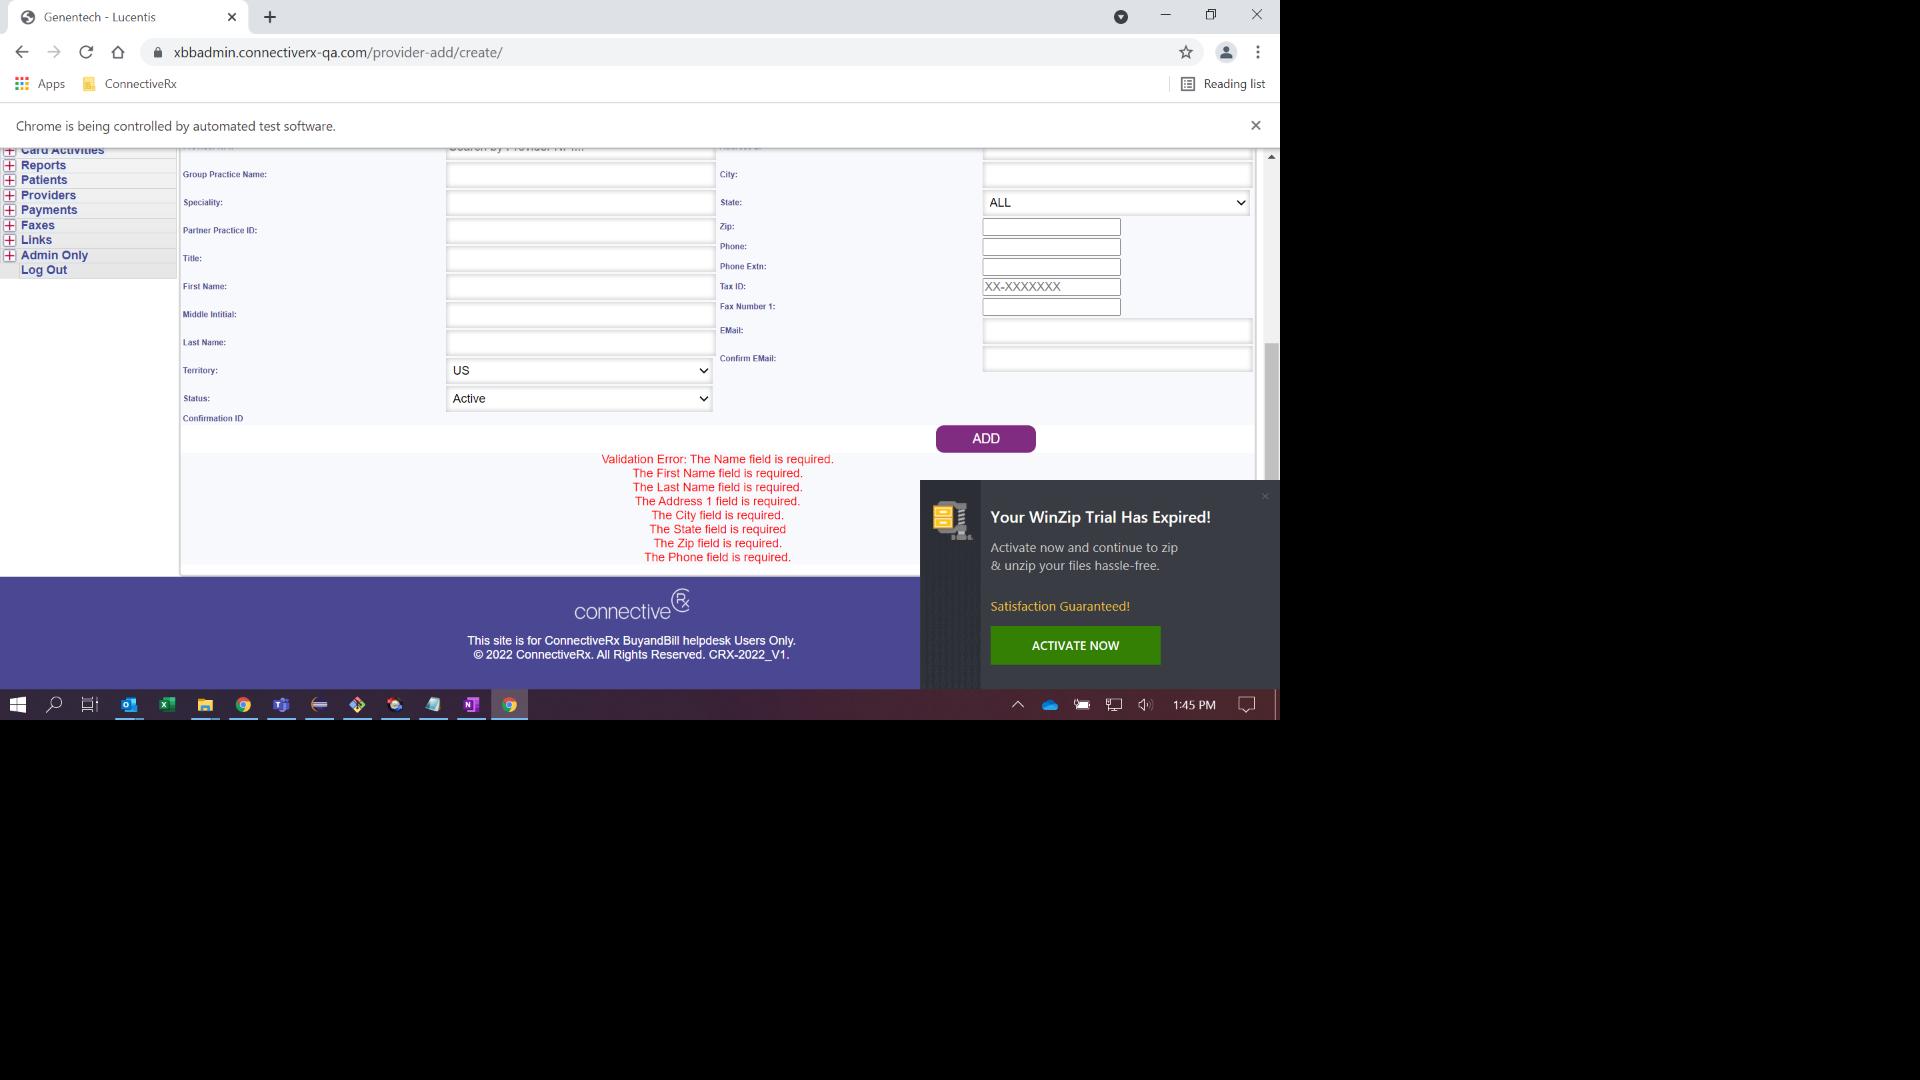 Genentech - Lucentis
xbbadmin.connectiverx-qa.com/provider-add/create/
Apps
ConnectiveRx
Reading list
Chrome is being controlled by automated test software.
Card Activities
Reports
Patients
Providers
Payments
Faxes
Links
Admin Only
Log Out
Search by Provider NPI...
Group Practice Name:
Speciality:
Partner Practice ID:
Title:
First Name:
Middle Intitial:
Last Name:
Territory:
US
Status:
Active
Confirmation ID
City:
State:
ALL
Zip:
Phone:
Phone Extn:
Tax ID:
XX-XXXXXXX
Fax Number 1:
EMail:
Confirm EMail:
ADD
Validation Error: The Name field is required.
The First Name field is required.
The Last Name field is required.
The Address 1 field is required.
The City field is required.
The State field is required
The Zip field is required.
The Phone field is required.
connective Rx
This site is for ConnectiveRx BuyandBill helpdesk Users Only.
© 2022 ConnectiveRx. All Rights Reserved. CRX-2022_V1.
Your WinZip Trial Has Expired!
Activate now and continue to zip
& unzip your files hassle-free.
Satisfaction Guaranteed!
ACTIVATE NOW
1:45 PM